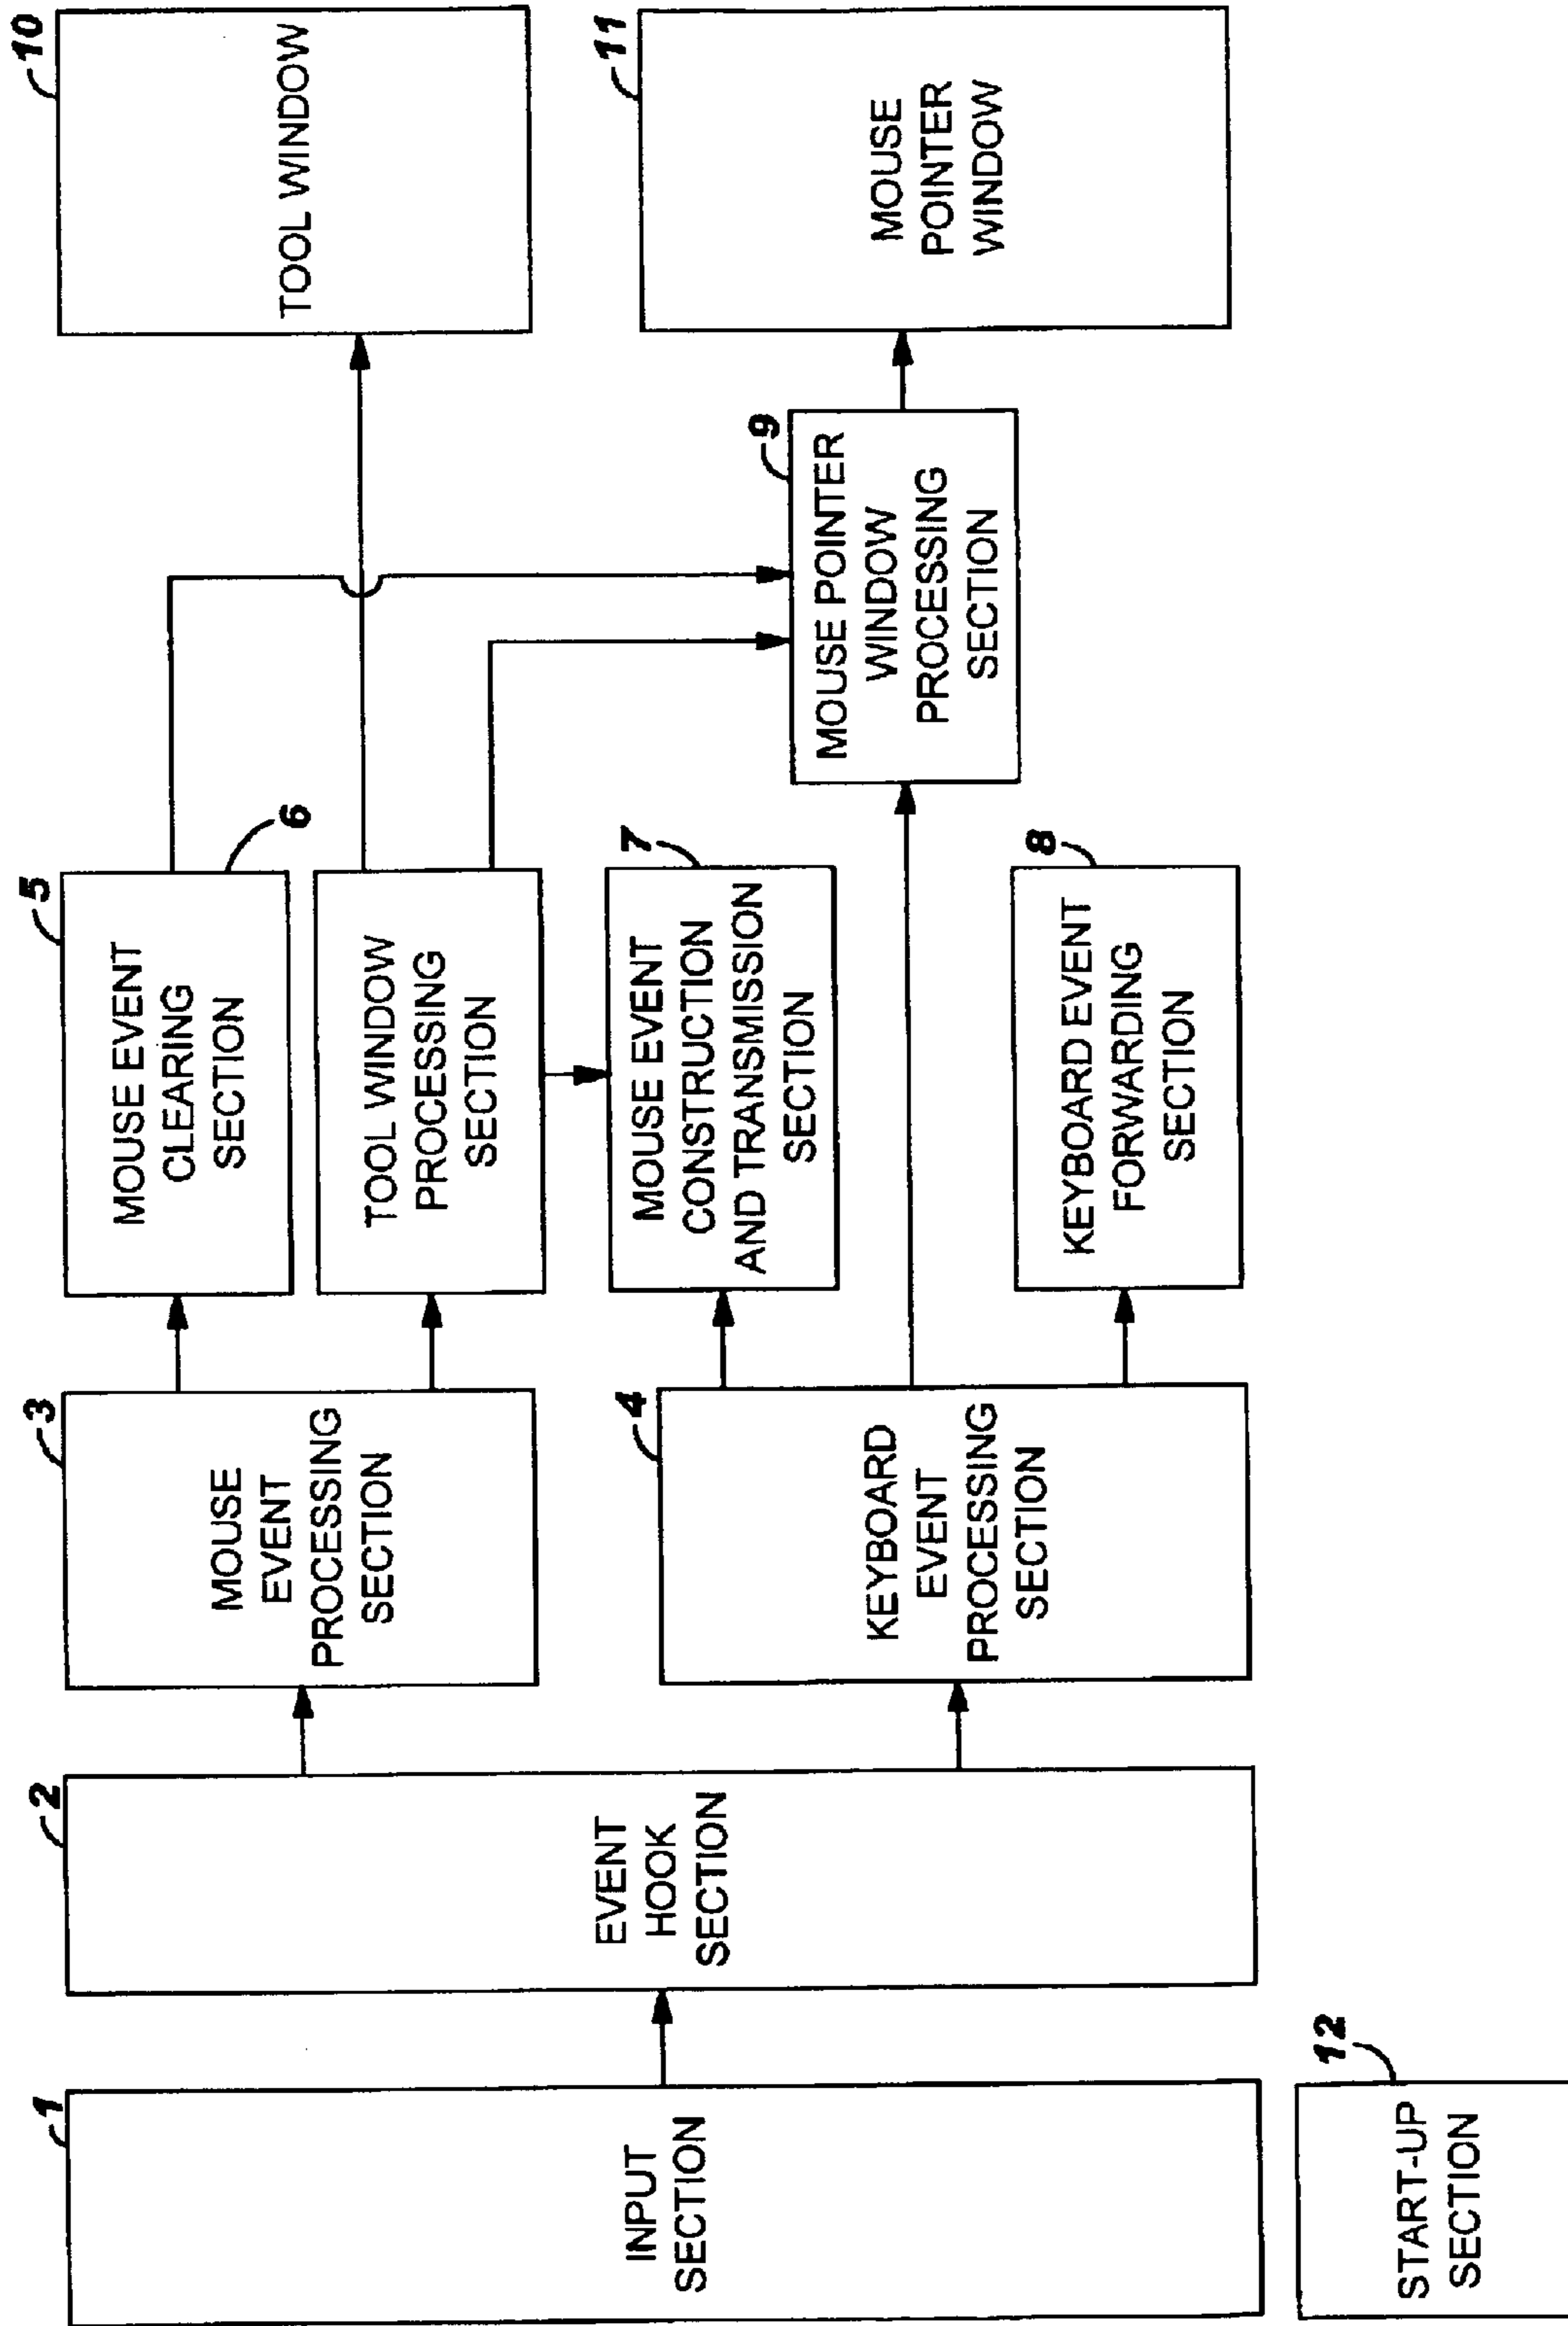 1
INPUT
SECTION
12
START-UP
SECTION
2
EVENT
HOOK
SECTION
3
MOUSE
EVENT
PROCESSING
SECTION
4
KEYBOARD
EVENT
PROCESSING
SECTION
5
MOUSE EVENT
CLEARING
SECTION
6
TOOL WINDOW
PROCESSING
SECTION
7
MOUSE EVENT
CONSTRUCTION
AND TRANSMISSION
SECTION
8
KEYBOARD EVENT
FORWARDING
SECTION
9
MOUSE POINTER
WINDOW
PROCESSING
SECTION
10
TOOL WINDOW
11
MOUSE
POINTER
WINDOW